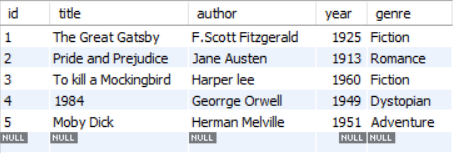 id title author year genre
1 The Great Gatsby F.Scott Fitzgerald 1925 Fiction
2 Pride and Prejudice Jane Austen 1913 Romance
3 To kill a Mockingbird Harper lee 1960 Fiction
4 1984 Georrge Orwell 1949 Dystopian
5 Moby Dick Herman Melville 1951 Adventure
NULL NULL NULL NULL NULL